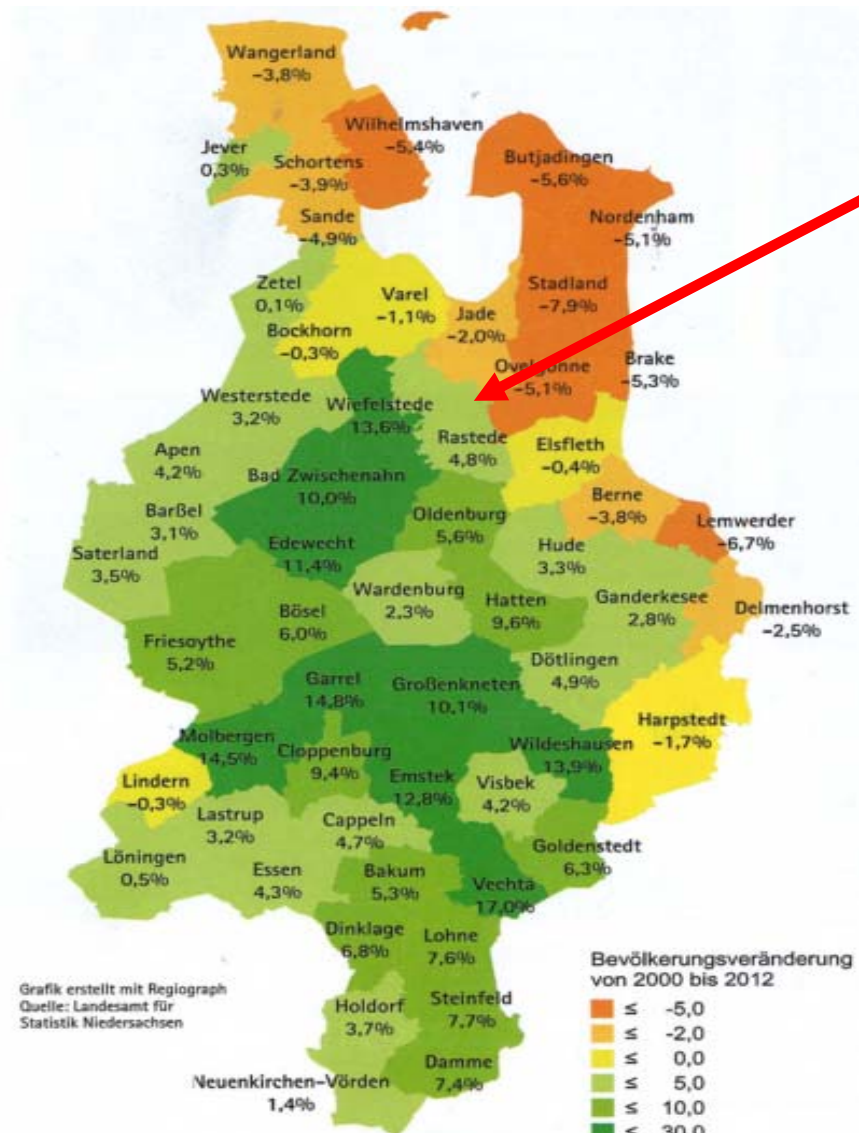 Wangerland
-3,8%
Wilhelmshaven
-5,4%
Jever
0,3%
Schortens
-3,9%
Butjadingen
-5,6%
Sande
-4,9%
Nordenham
-5,1%
Zetel
0,1%
Varel
-1,1%
Stadland
-7,9%
Jade
-2,0%
Bockhorn
-0,3%
Ovelgönne
-5,1%
Brake
-5,3%
Westerstede
3,2%
Wiefelstede
13,6%
Rastede
4,8%
Elsfleth
-0,4%
Apen
4,2%
Bad Zwischenahn
10,0%
Berne
-3,8%
Barßel
3,1%
Oldenburg
5,6%
Lemwerder
-6,7%
Saterland
3,5%
Edewecht
11,4%
Hude
3,3%
Wardenburg
2,3%
Hatten
9,6%
Ganderkesee
2,8%
Delmenhorst
-2,5%
Bösel
6,0%
Friesoythe
5,2%
Dötlingen
4,9%
Garrel
14,8%
Großenkneten
10,1%
Harpstedt
-1,7%
Molbergen
14,5%
Cloppenburg
9,4%
Wildeshausen
13,9%
Emstek
12,8%
Visbek
4,2%
Lindern
-0,3%
Lastrup
3,2%
Cappeln
4,7%
Goldenstedt
6,3%
Löningen
0,5%
Essen
4,3%
Bakum
5,3%
Vechta
17,0%
Dinklage
6,8%
Lohne
7,6%
Holdorf
3,7%
Steinfeld
7,7%
Damme
7,4%
Neuenkirchen-Vörden
1,4%
Grafik erstellt mit Regiograph
Quelle: Landesamt für
Statistik Niedersachsen
Bevölkerungsveränderung
von 2000 bis 2012
≤ -5,0
≤ -2,0
≤ 0,0
≤ 5,0
≤ 10,0
≤ 30,0